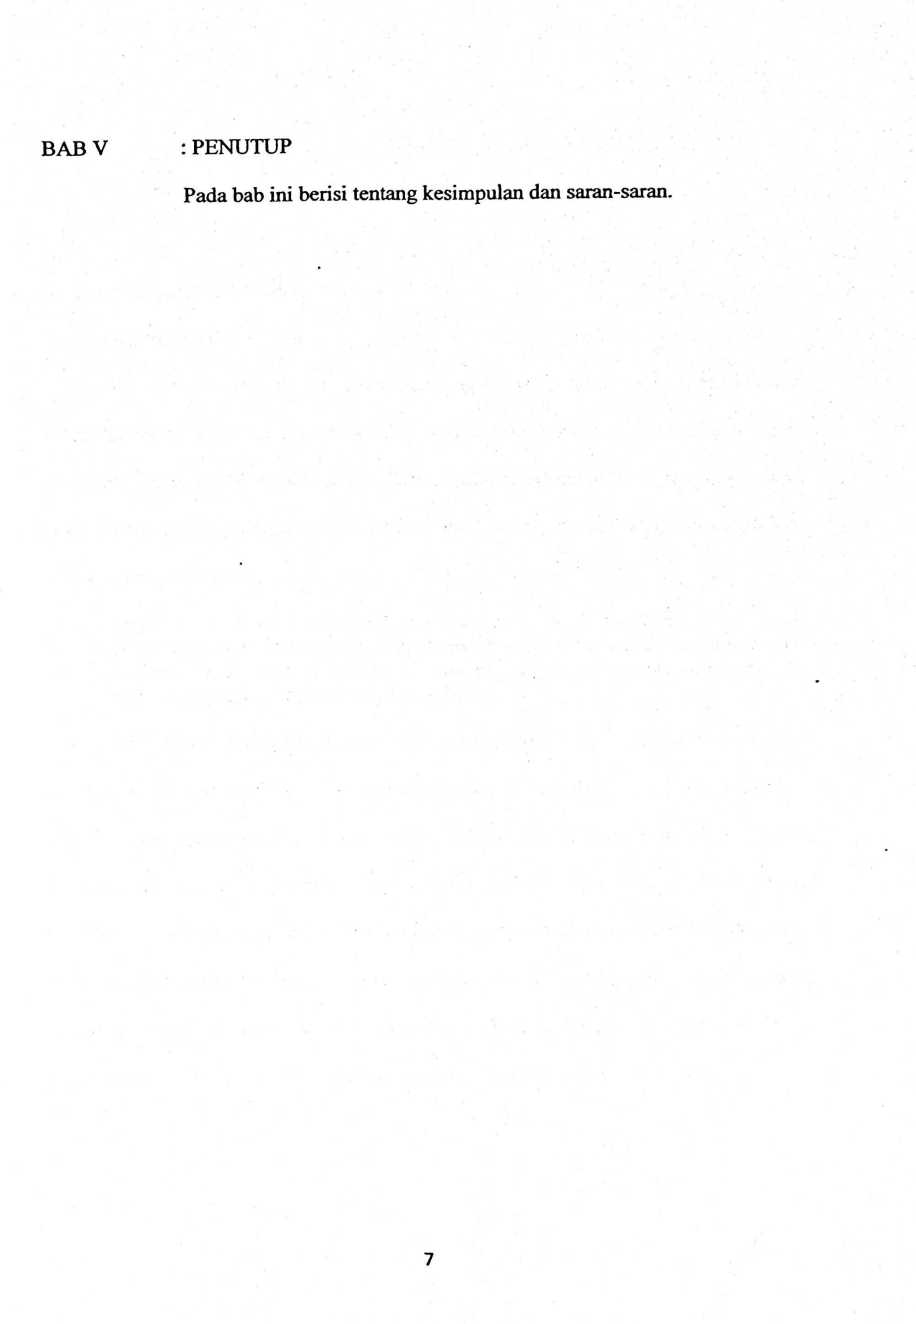 BAB V : PENUTUP
Pada bab ini berisi tentang kesimpulan dan saran-saran.
7